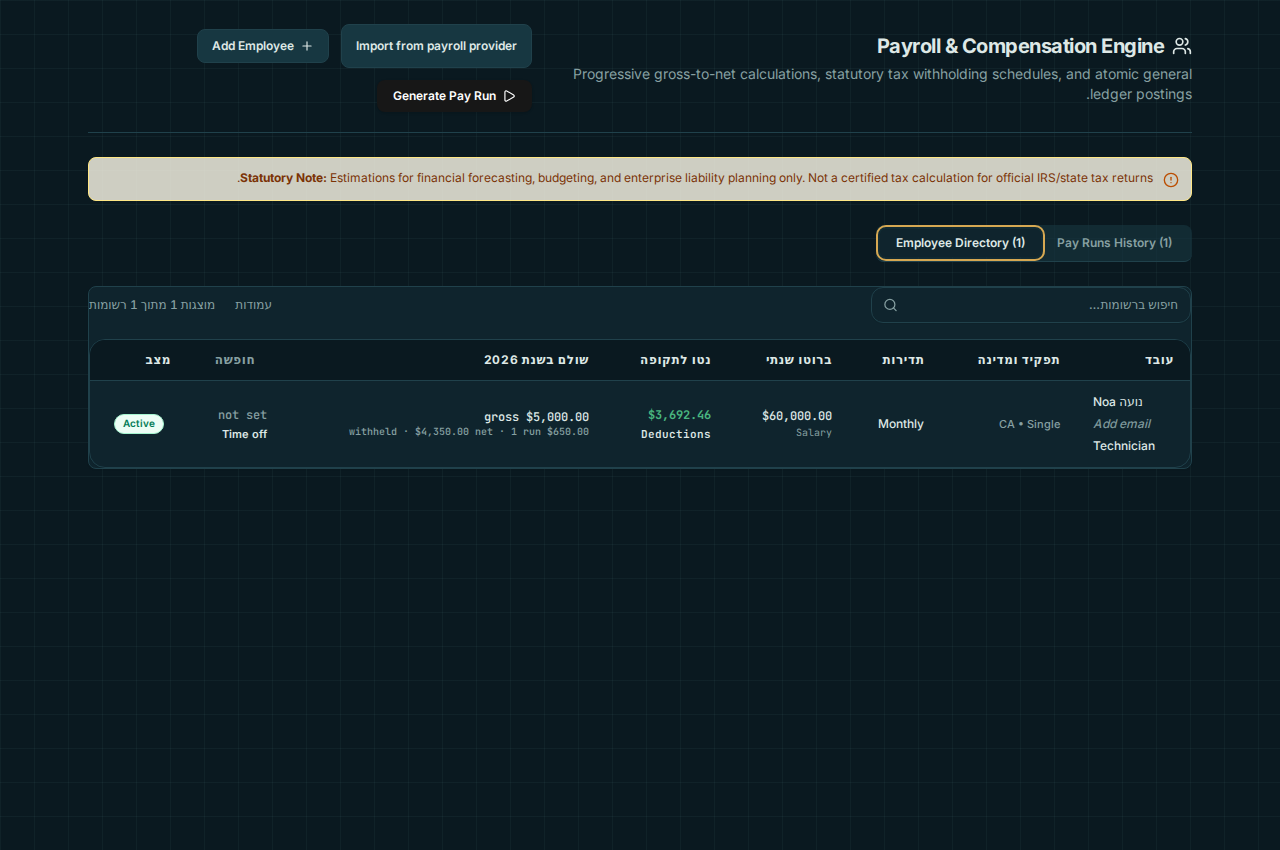 Payroll & Compensation Engine
Progressive gross-to-net calculations, statutory tax withholding schedules, and atomic general
ledger postings.
Import from payroll provider
Add Employee
Generate Pay Run
Statutory Note: Estimations for financial forecasting, budgeting, and enterprise liability planning only. Not a certified tax calculation for official IRS/state tax returns.
Employee Directory (1)
Pay Runs History (1)
חיפוש ברשומות...
עמודות
מוצגות 1 מתוך 1 רשומות
עובד
תפקיד ומדינה
תדירות
ברוטו שנתי
נטו לתקופה
שולם בשנת 2026
חופשה
מצב
נועה Noa
Add email
Technician
CA • Single
Monthly
$60,000.00
Salary
$3,692.46
Deductions
gross $5,000.00
withheld · $4,350.00 net · 1 run $650.00
not set
Time off
Active